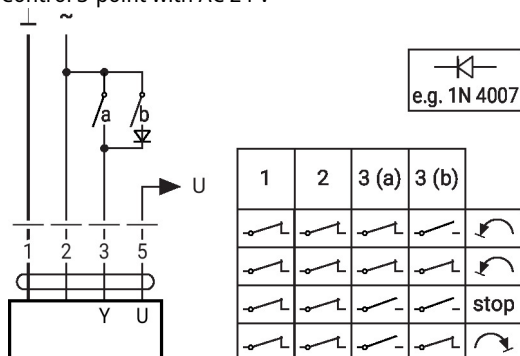 Control 3-point with AC 24 V
~
a
b
e.g. 1N 4007
U
1 2 3 5
Y U
1 2 3 (a) 3 (b)
stop